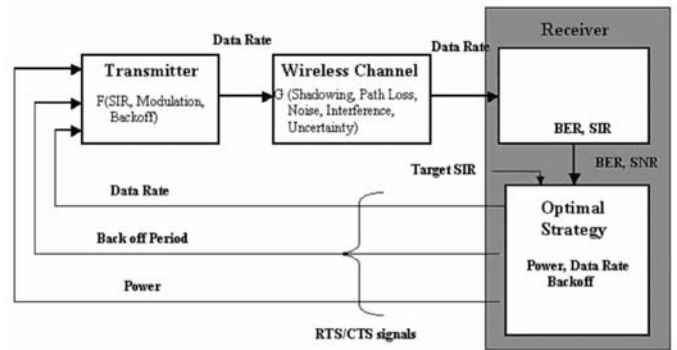 Receiver
Data Rate
Data Rate
Transmitter
F(SIR, Modulation,
Backoff)
Wireless Channel
G (Shadowing, Path Loss,
Noise, Interference,
Uncertainty)
BER, SIR
BER, SNR
Target SIR
Data Rate
Optimal
Strategy
Power, Data Rate
Backoff
Back off Period
Power
RTS/CTS signals